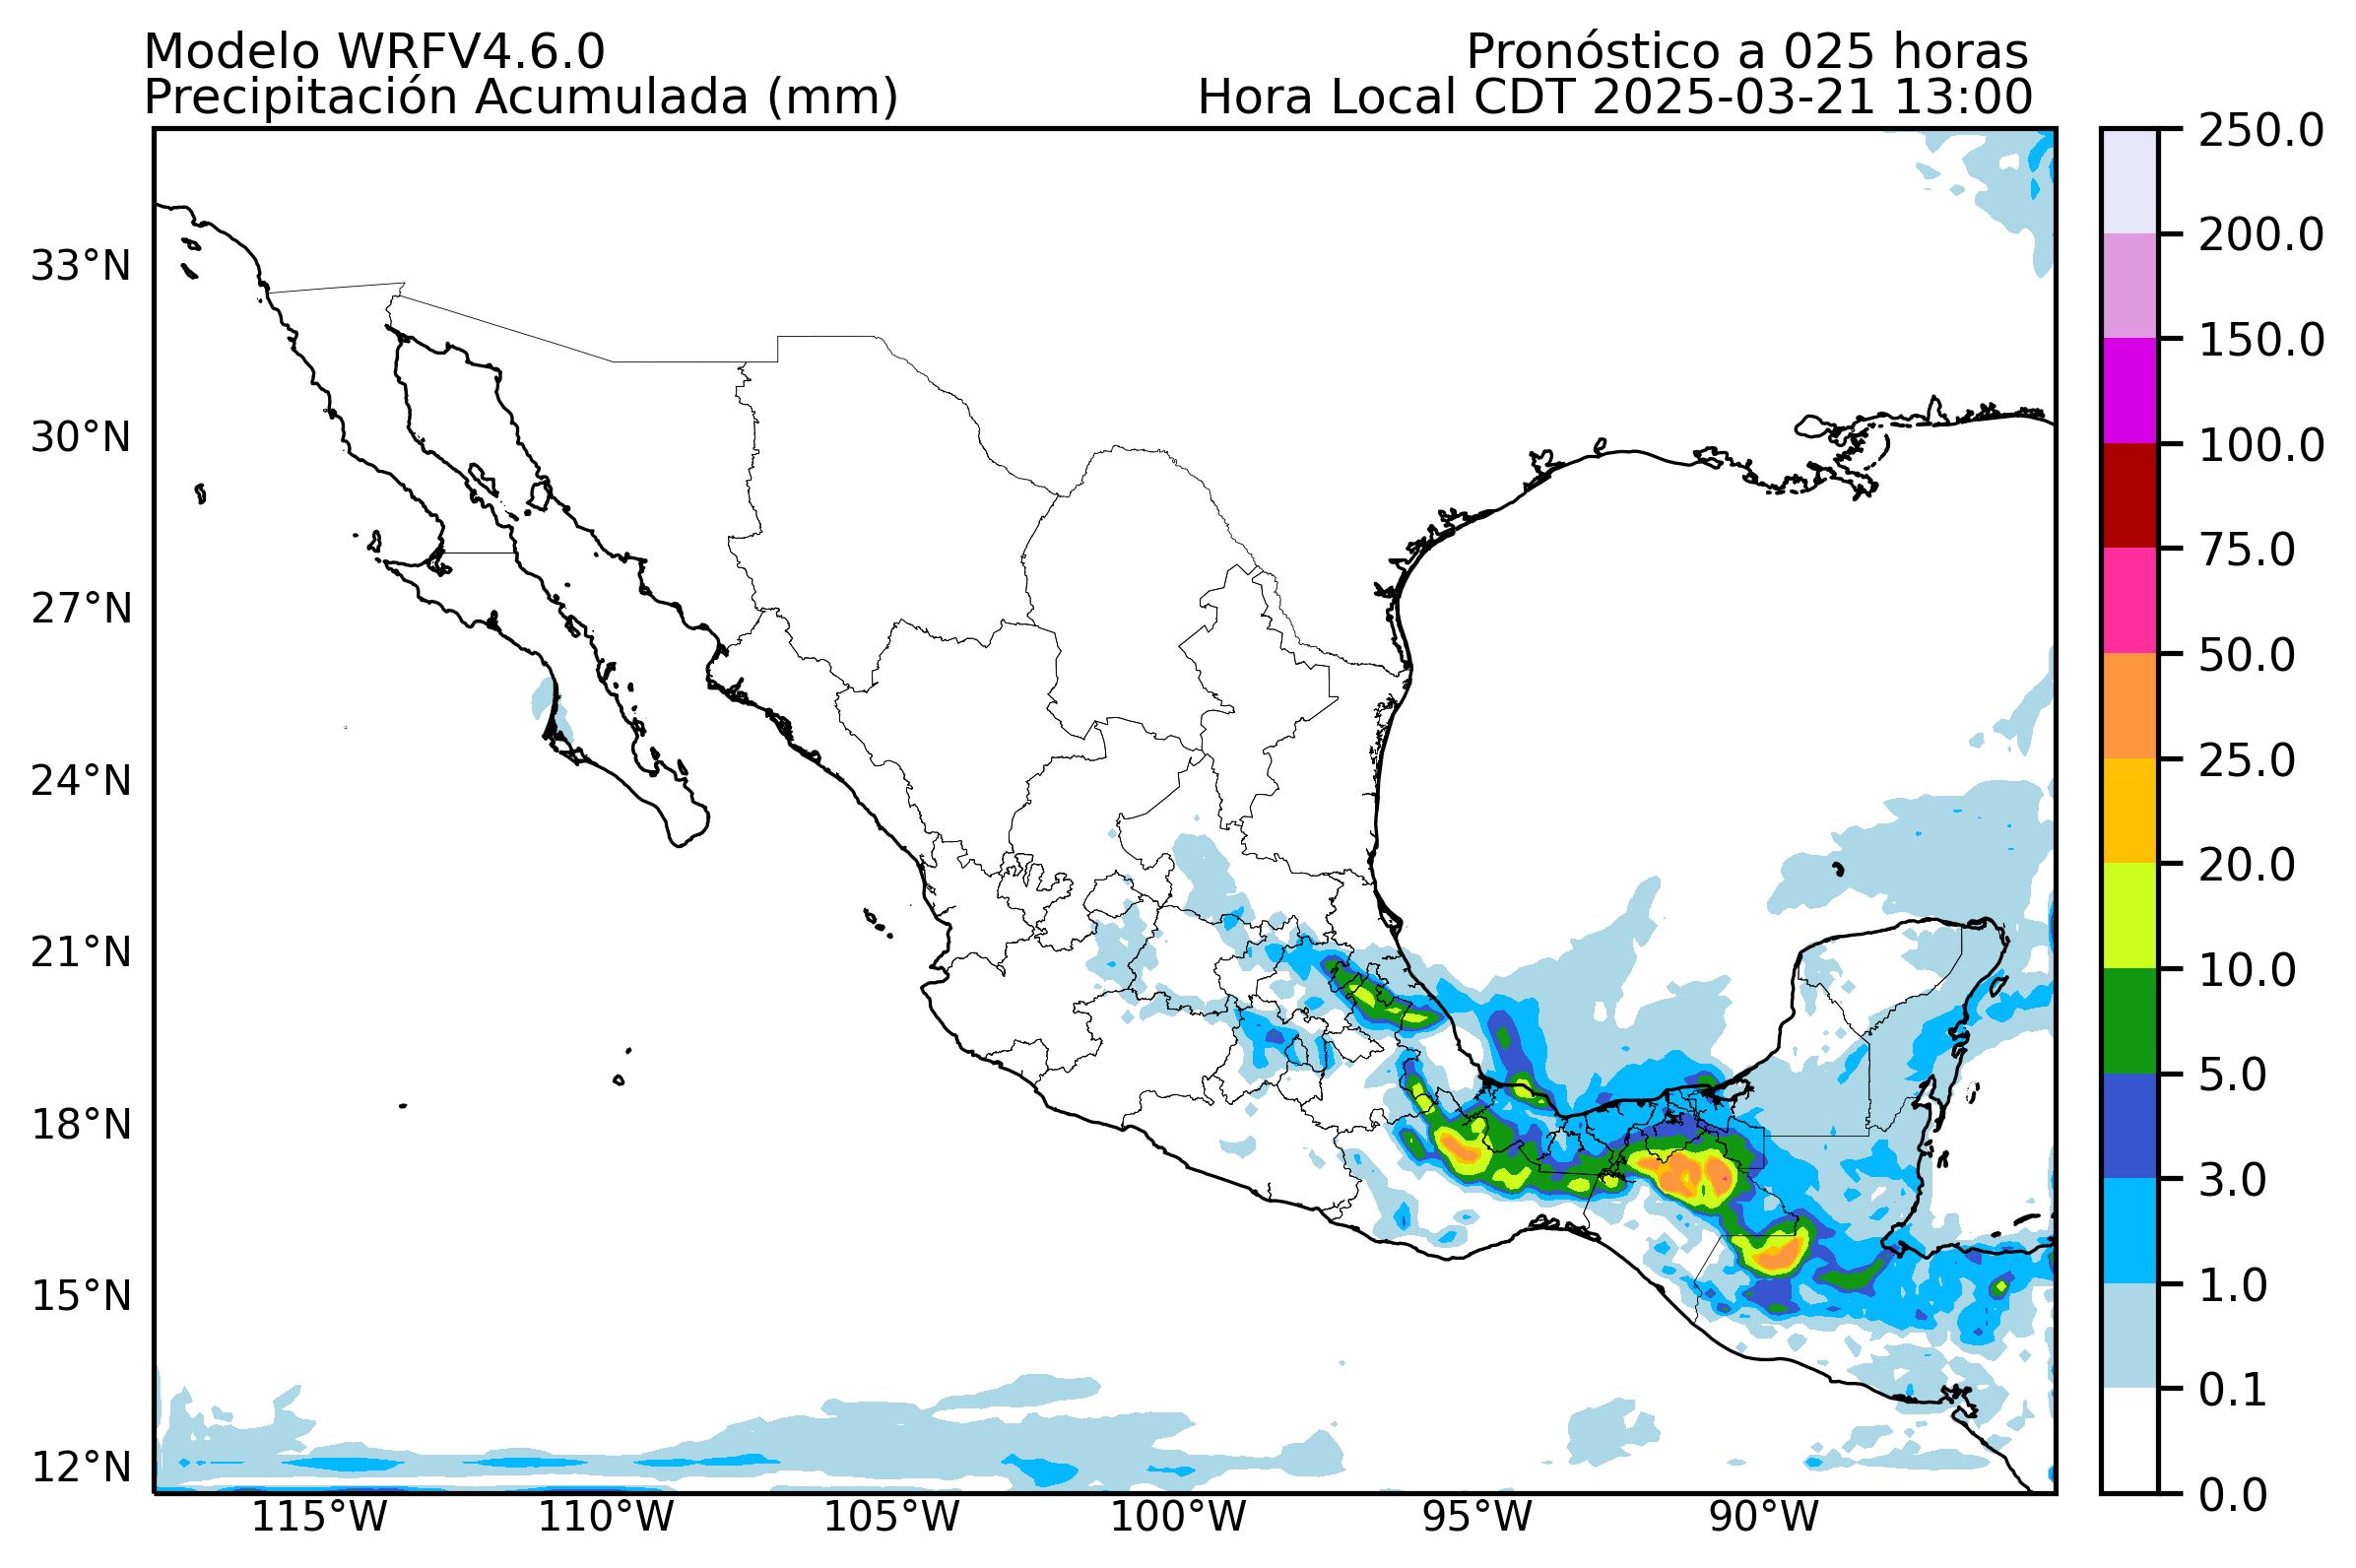 Modelo WRFV4.6.0
Pronóstico a 025 horas
Precipitación Acumulada (mm)
Hora Local CDT 2025-03-21 13:00
33°N
30°N
27°N
24°N
21°N
18°N
15°N
12°N
115°W
110°W
105°W
100°W
95°W
90°W
250.0
200.0
150.0
100.0
75.0
50.0
25.0
20.0
10.0
5.0
3.0
1.0
0.1
0.0